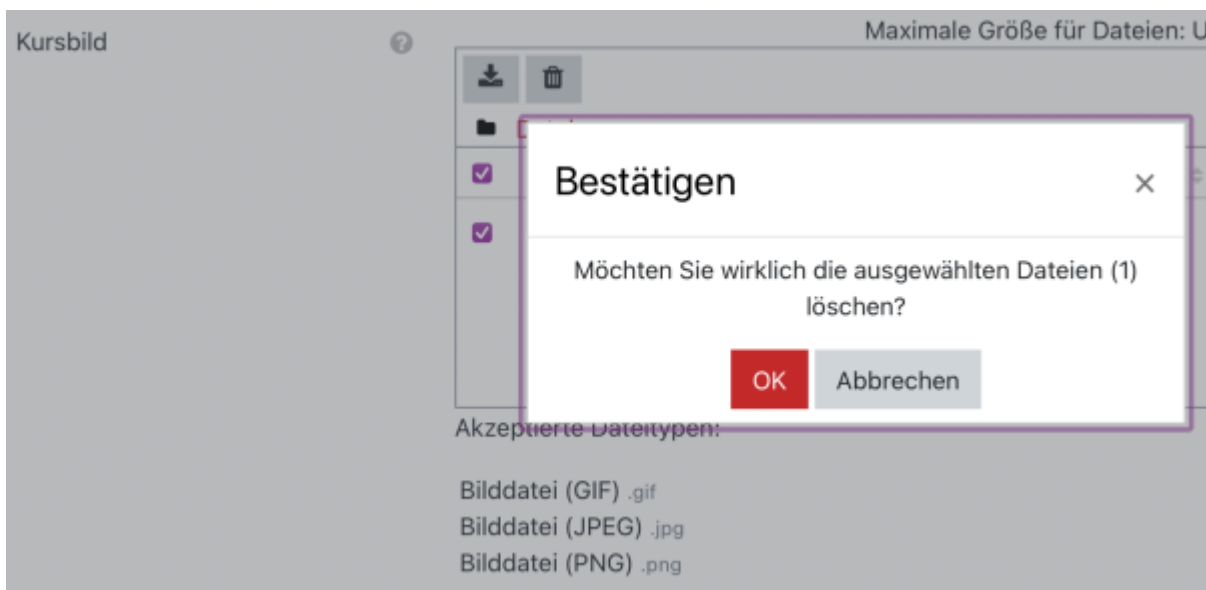 Maximale Größe für Dateien: U
Kursbild
Bestätigen
Möchten Sie wirklich die ausgewählten Dateien (1)
löschen?
OK
Abbrechen
Akzeptierte Dateitypen:
Bilddatei (GIF) .gif
Bilddatei (JPEG) .jpg
Bilddatei (PNG) .png